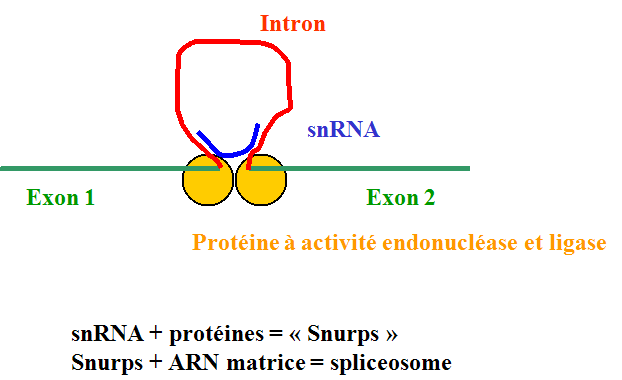 Intron
snRNA
Exon 1
Exon 2
Protéine à activité endonucléase et ligase
snRNA + protéines = « Snurps »
Snurps + ARN matrice = spliceosome